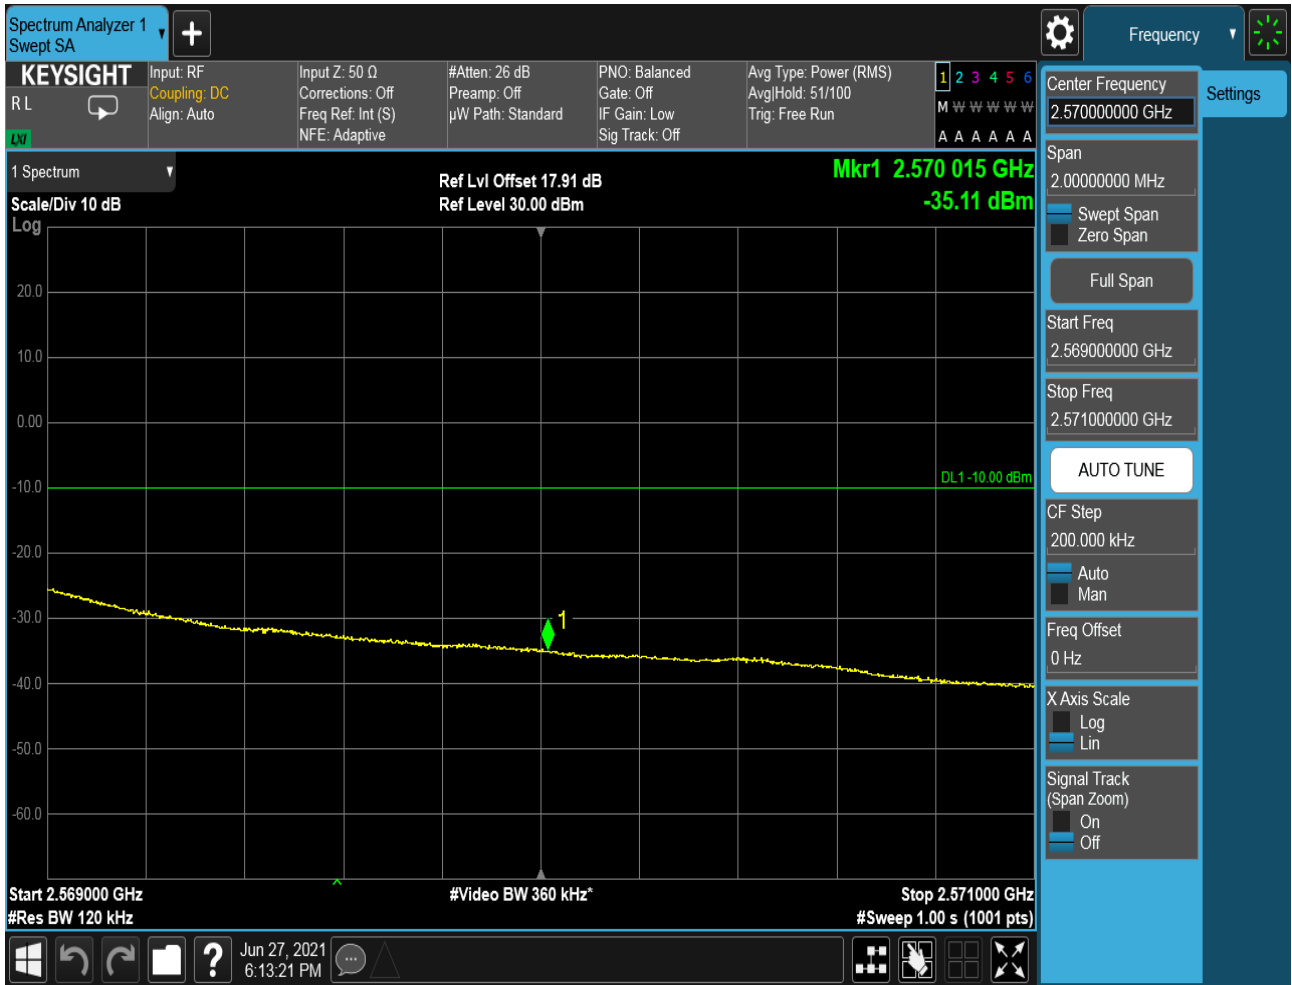 Spectrum Analyzer 1
Swept SA
Frequency
KEYSIGHT
R L
LXI
Input: RF
Coupling: DC
Align: Auto
Input Z: 50 Ω
Corrections: Off
Freq Ref: Int (S)
NFE: Adaptive
#Atten: 26 dB
Preamp: Off
µW Path: Standard
PNO: Balanced
Gate: Off
IF Gain: Low
Sig Track: Off
Avg Type: Power (RMS)
Avg|Hold: 51/100
Trig: Free Run
1 2 3 4 5 6
M W W W W W
A A A A A A
1 Spectrum
Scale/Div 10 dB
Log
Ref Lvl Offset 17.91 dB
Ref Level 30.00 dBm
Mkr1 2.570 015 GHz
-35.11 dBm
20.0
10.0
0.00
-10.0
-20.0
-30.0
-40.0
-50.0
-60.0
DL1 -10.00 dBm
1
Start 2.569000 GHz
#Res BW 120 kHz
#Video BW 360 kHz*
Stop 2.571000 GHz
#Sweep 1.00 s (1001 pts)
Center Frequency
2.570000000 GHz
Settings
Span
2.00000000 MHz
Swept Span
Zero Span
Full Span
Start Freq
2.569000000 GHz
Stop Freq
2.571000000 GHz
AUTO TUNE
CF Step
200.000 kHz
Auto
Man
Freq Offset
0 Hz
X Axis Scale
Log
Lin
Signal Track
(Span Zoom)
On
Off
?
Jun 27, 2021
6:13:21 PM